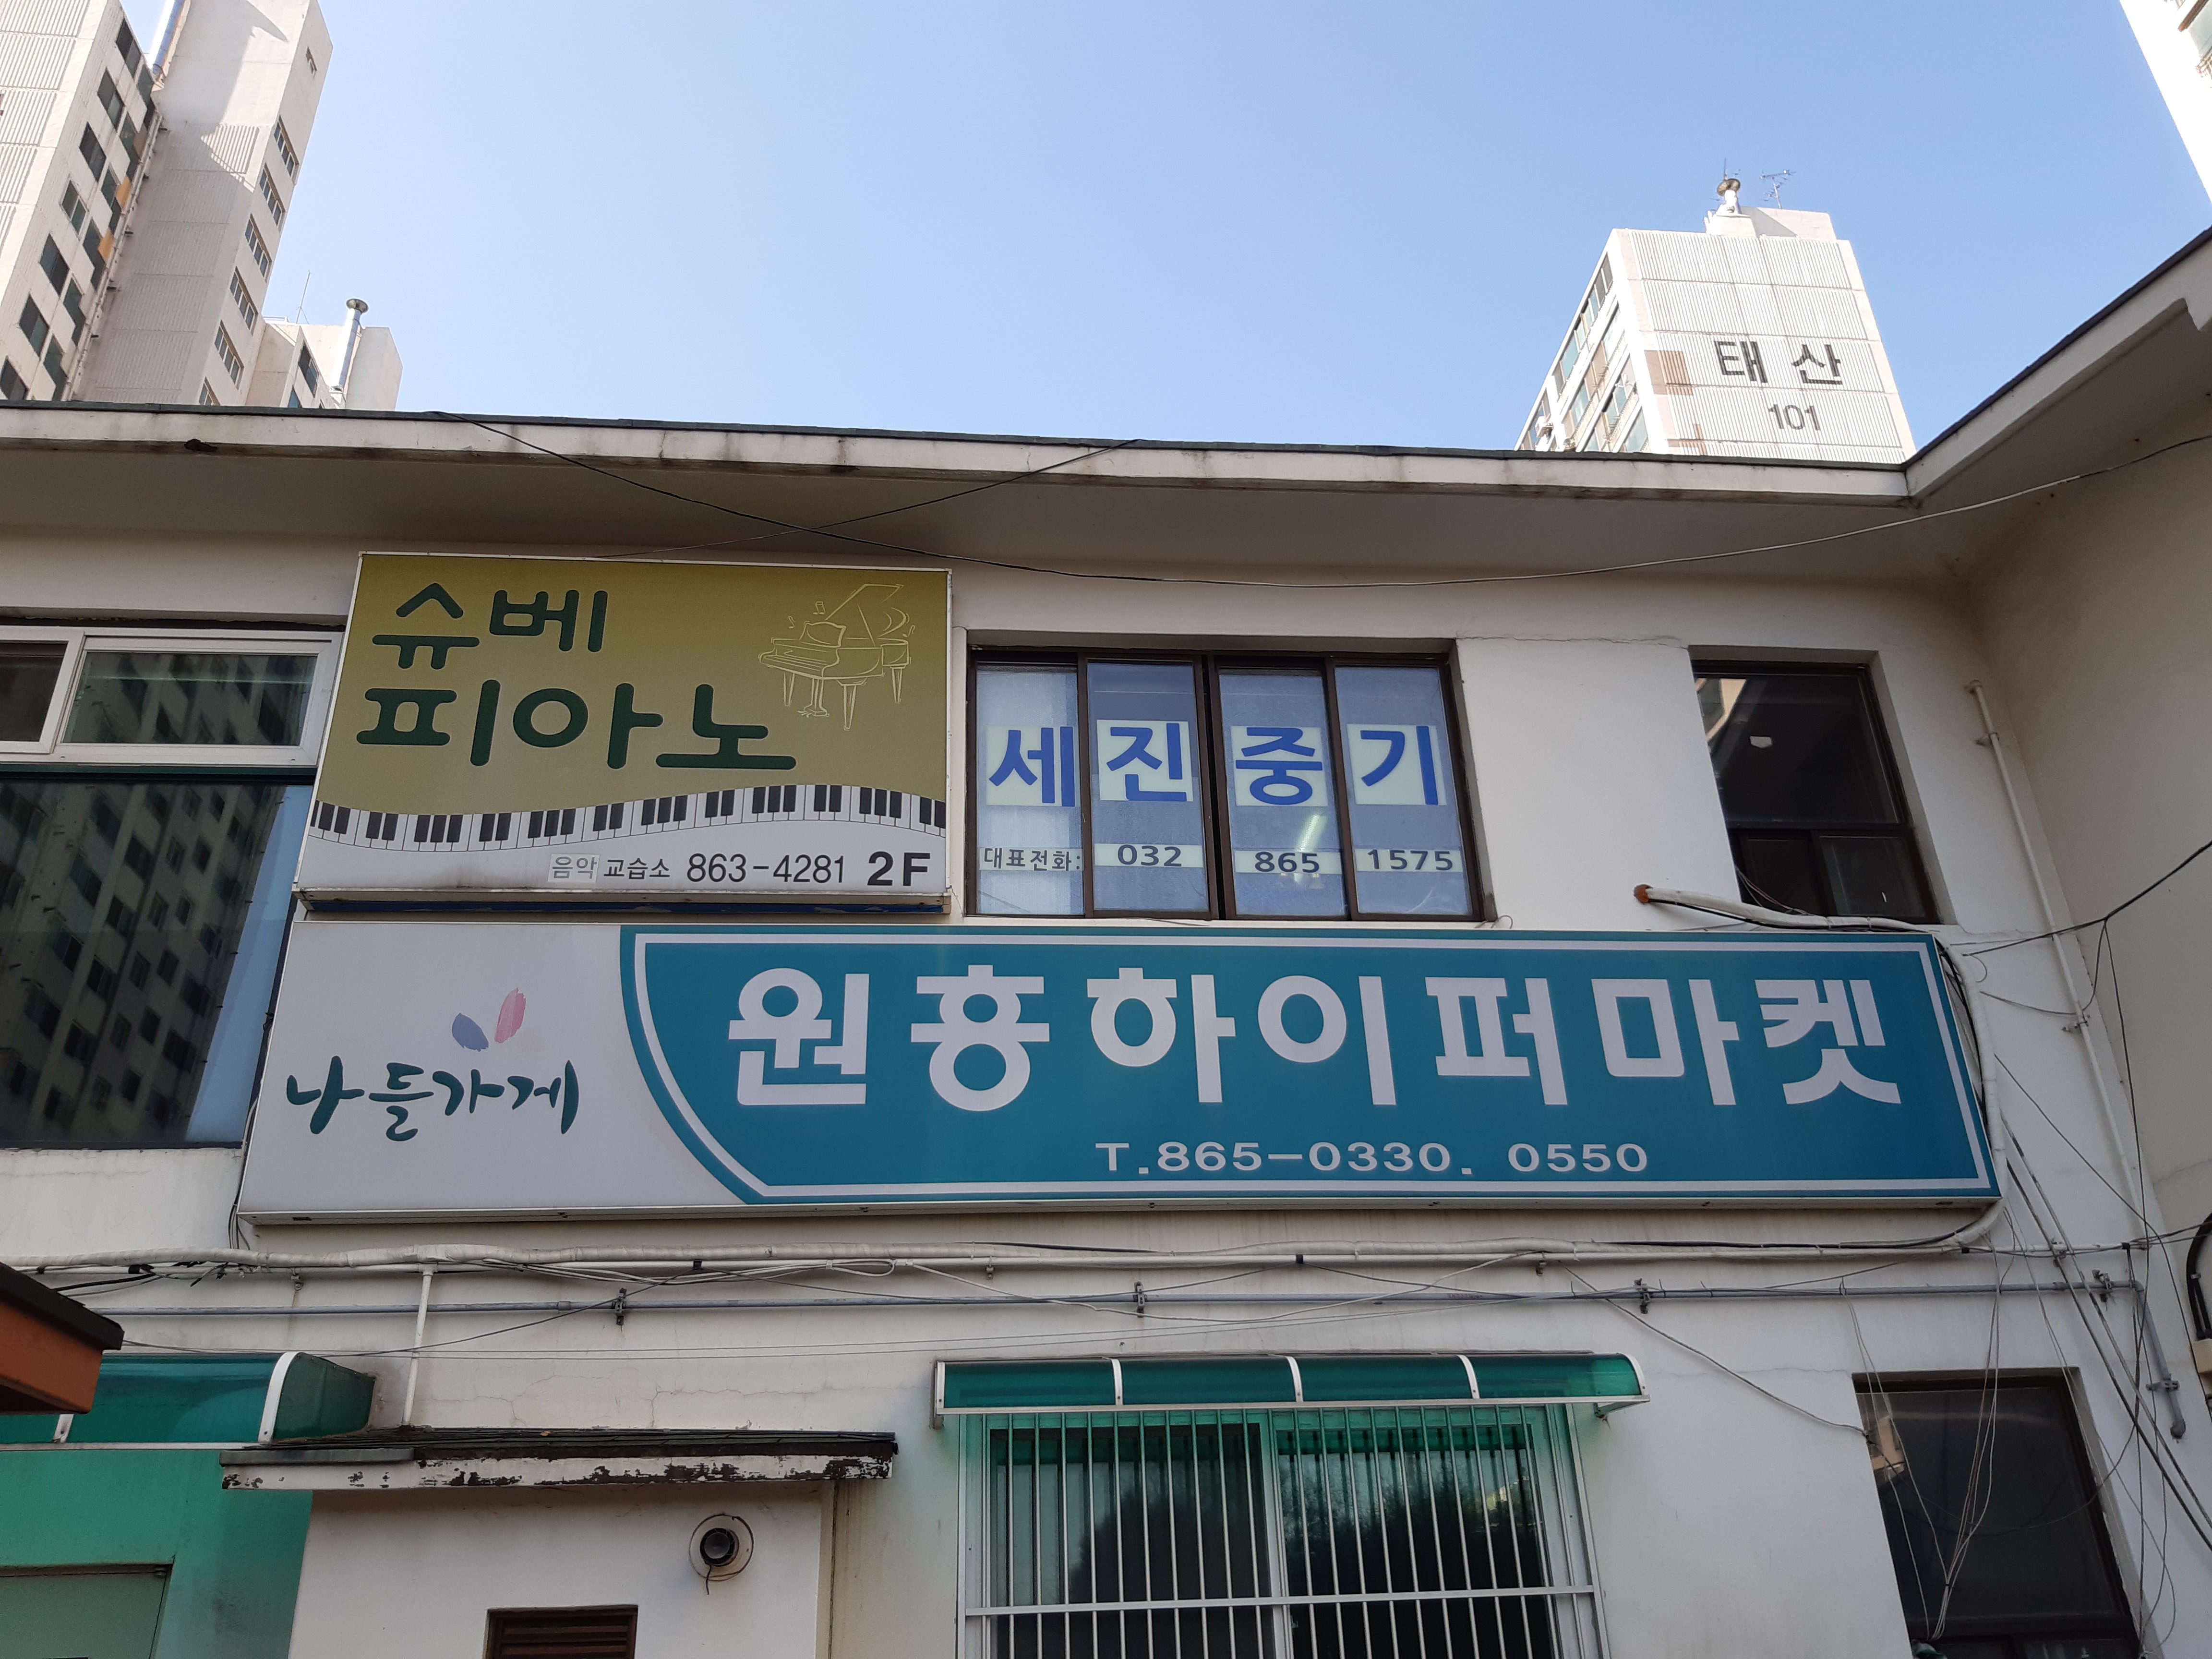 태산
101
슈베
피아노
음악 교습소 863-4281 2F
세진중기
대표전화: 032 865 1575
나들가게
원흥하이퍼마켓
T.865-0330. 0550